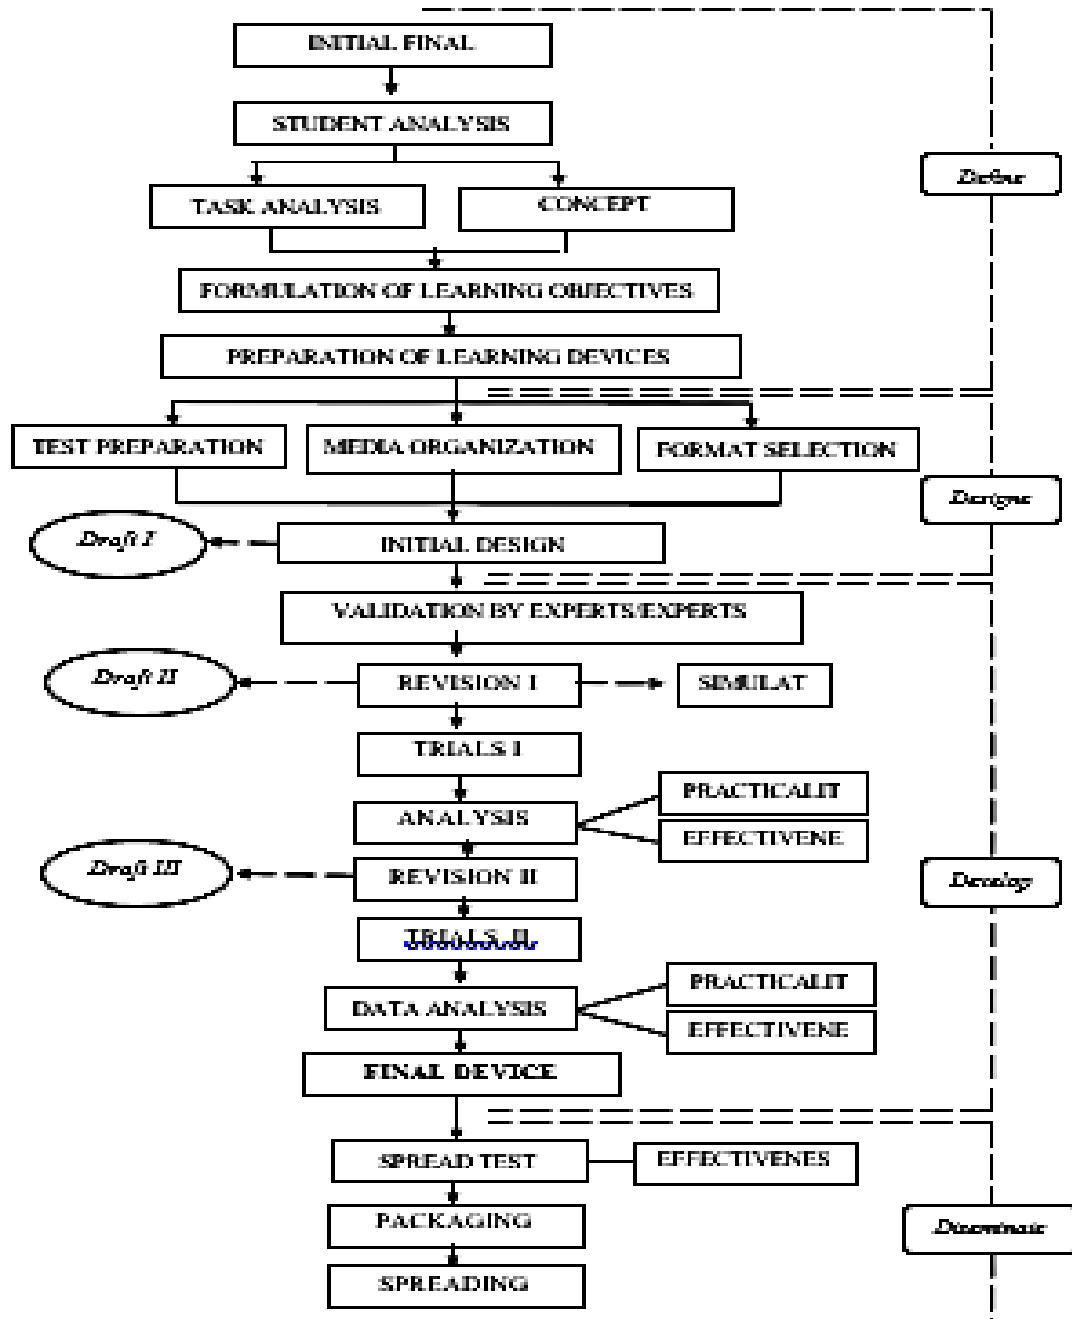 INITIAL FINAL
STUDENT ANALYSIS
Define
TASK ANALYSIS
CONCEPT
FORMULATION OF LEARNING OBJECTIVES
PREPARATION OF LEARNING DEVICES
TEST PREPARATION
MEDIA ORGANIZATION
FORMAT SELECTION
Designe
Draft I
INITIAL DESIGN
VALIDATION BY EXPERTS/EXPERTS
Draft II
REVISION I
SIMULAT
TRIALS I
PRACTICALIT
ANALYSIS
EFFECTIVENE
Draft III
REVISION II
Develop
TRIALS II
PRACTICALIT
DATA ANALYSIS
EFFECTIVENE
FINAL DEVICE
SPREAD TEST
EFFECTIVENES
PACKAGING
SPREADING